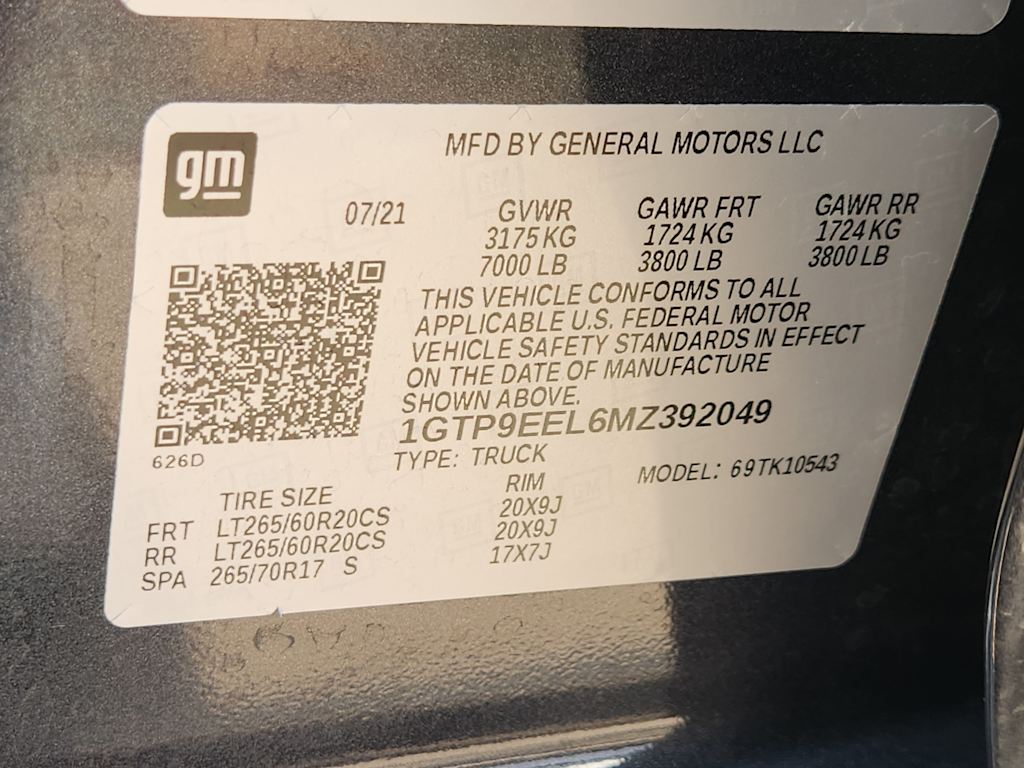 gm
MFD BY GENERAL MOTORS LLC
07/21 GVWR GAWR FRT GAWR RR
3175 KG 1724 KG 1724 KG
7000 LB 3800 LB 3800 LB
THIS VEHICLE CONFORMS TO ALL
APPLICABLE U.S. FEDERAL MOTOR
VEHICLE SAFETY STANDARDS IN EFFECT
ON THE DATE OF MANUFACTURE
SHOWN ABOVE.
1GTP9EEL6MZ392049
626D
TYPE: TRUCK MODEL: 69TK10543
TIRE SIZE RIM
FRT LT265/60R20CS 20X9J
RR LT265/60R20CS 20X9J
SPA 265/70R17 S 17X7J